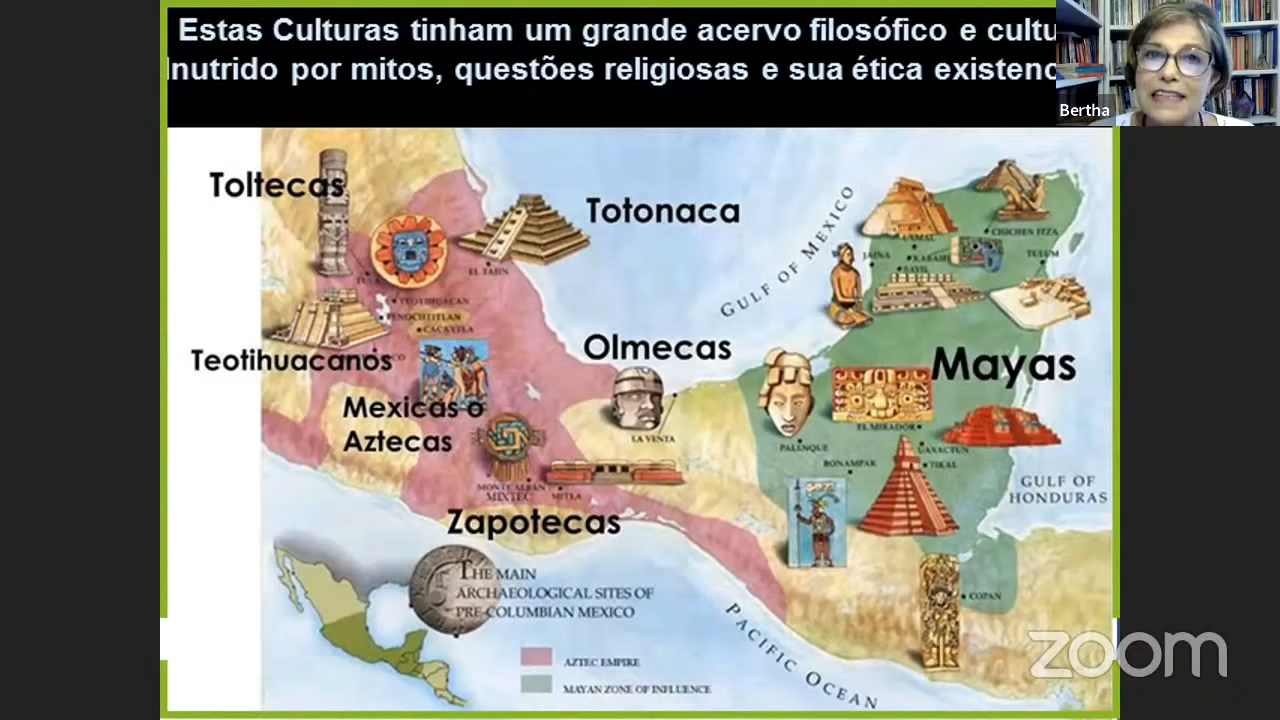 Estas Culturas tinham um grande acervo filosófico e cultu
nutrido por mitos, questões religiosas e sua ética existenc
Bertha
Toltecas
Totonaca
GULF OF MEXICO
UXMAL
CHICHEN ITZA
JAINA
KABAH
TULUM
EL TAJIN
TEOTIHUACAN
TENOCHTITLAN
CACAXTLA
Teotihuacanos
Olmecas
Mayas
Mexicas o
Aztecas
LA VENTA
EL MIRADOR
PALENQUE
UAXACTUN
BONAMPAK
TIKAL
GULF OF
HONDURAS
MONTE ALBAN
MIXTEC
MITLA
Zapotecas
THE MAIN
ARCHAEOLOGICAL SITES OF
PRE-COLUMBIAN MEXICO
COPAN
PACIFIC OCEAN
AZTEC EMPIRE
MAYAN ZONE OF INFLUENCE
zoom